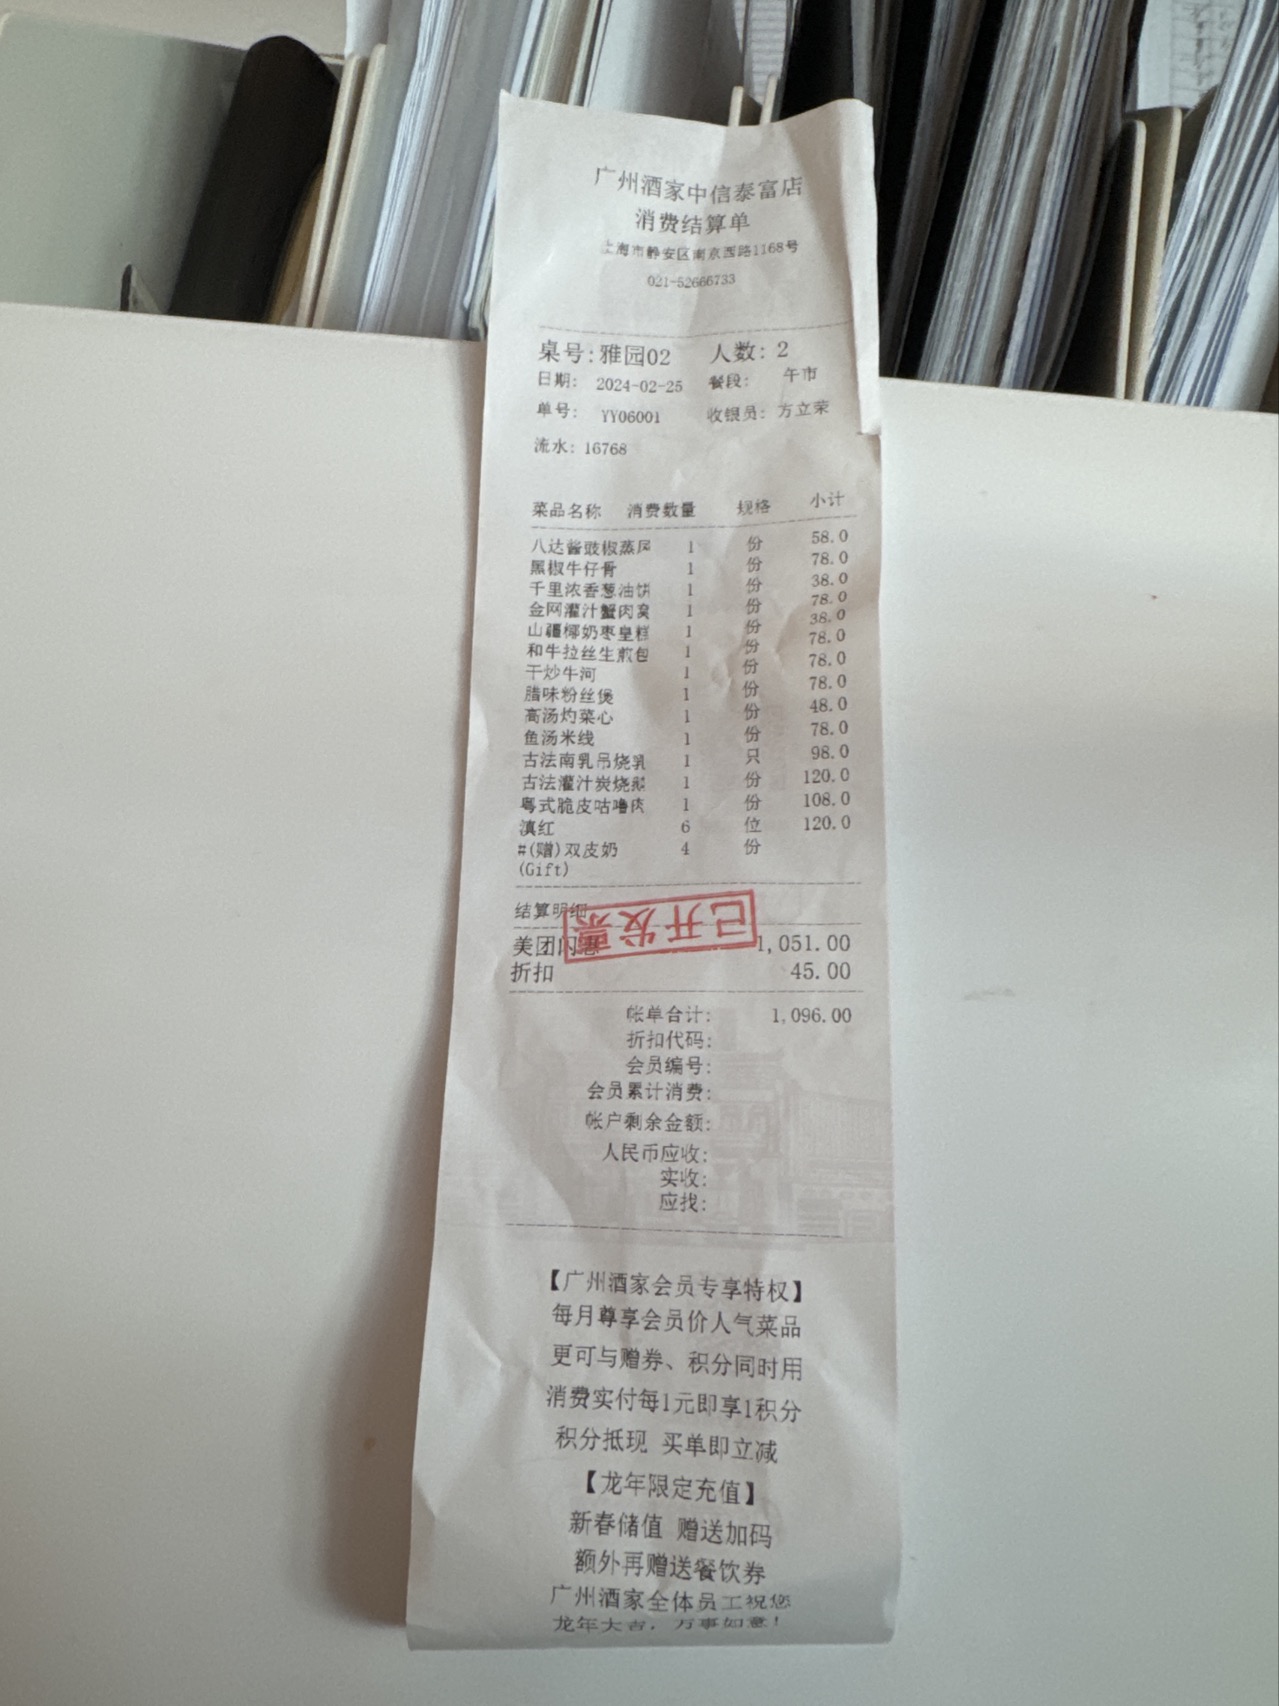 广州酒家中信泰富店
消费结算单
上海市静安区南京西路1168号
021-52666733
桌号:雅园02 人数: 2
日期: 2024-02-25 餐段: 午市
单号: YY06001 收银员: 方立荣
流水: 16768
菜品名称 消费数量 规格 小计
八达酱豉椒蒸凤 1 份 58.0
黑椒牛仔骨 1 份 78.0
千里浓香葱油饼 1 份 38.0
金网灌汁蟹肉窝 1 份 78.0
山疆椰奶枣皇糕 1 份 38.0
和牛拉丝生煎包 1 份 78.0
干炒牛河 1 份 78.0
腊味粉丝煲 1 份 78.0
高汤灼菜心 1 份 48.0
鱼汤米线 1 份 78.0
古法南乳吊烧乳 1 只 98.0
古法灌汁炭烧鹅 1 份 120.0
粤式脆皮咕噜肉 1 份 108.0
滇红 6 位 120.0
#(赠)双皮奶 4 份
(Gift)
结算明细
已开发票
美团闪惠 1,051.00
折扣 45.00
帐单合计: 1,096.00
折扣代码:
会员编号:
会员累计消费:
帐户剩余金额:
人民币应收:
实收:
应找:
【广州酒家会员专享特权】
每月尊享会员价人气菜品
更可与赠券、积分同时用
消费实付每1元即享1积分
积分抵现 买单即立减
【龙年限定充值】
新春储值 赠送加码
额外再赠送餐饮券
广州酒家全体员工祝您
龙年大吉，万事如意!